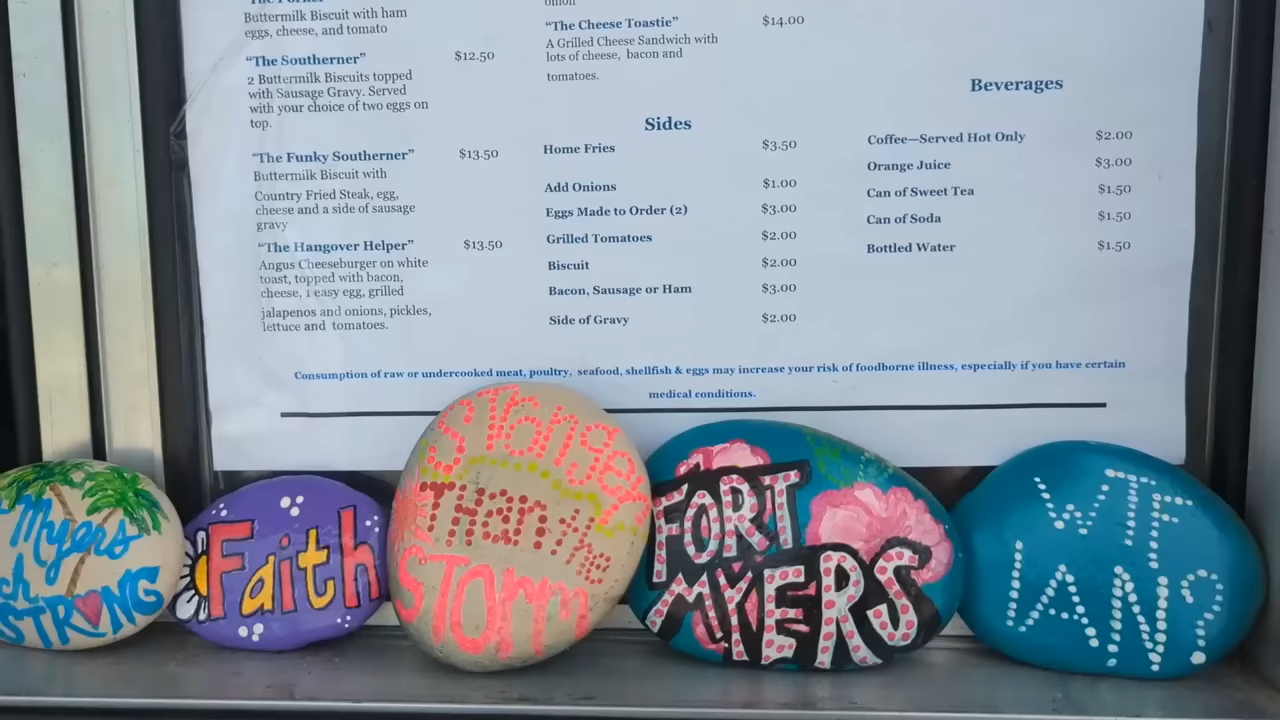 Buttermilk Biscuit with ham
eggs, cheese, and tomato
"The Southerner" $12.50
2 Buttermilk Biscuits topped
with Sausage Gravy. Served
with your choice of two eggs on
top.
"The Funky Southerner" $13.50
Buttermilk Biscuit with
Country Fried Steak, egg,
cheese and a side of sausage
gravy
"The Hangover Helper" $13.50
Angus Cheeseburger on white
toast, topped with bacon,
cheese, 1 easy egg, grilled
jalapenos and onions, pickles,
lettuce and tomatoes.
onion
"The Cheese Toastie" $14.00
A Grilled Cheese Sandwich with
lots of cheese, bacon and
tomatoes.
Sides
Home Fries $3.50
Add Onions $1.00
Eggs Made to Order (2) $3.00
Grilled Tomatoes $2.00
Biscuit $2.00
Bacon, Sausage or Ham $3.00
Side of Gravy $2.00
Beverages
Coffee—Served Hot Only $2.00
Orange Juice $3.00
Can of Sweet Tea $1.50
Can of Soda $1.50
Bottled Water $1.50
Consumption of raw or undercooked meat, poultry, seafood, shellfish & eggs may increase your risk of foodborne illness, especially if you have certain
medical conditions.
Myers
ch
STRONG
Faith
STronger
THan the
STorm
FORT
MYERS
WTF
IAN?